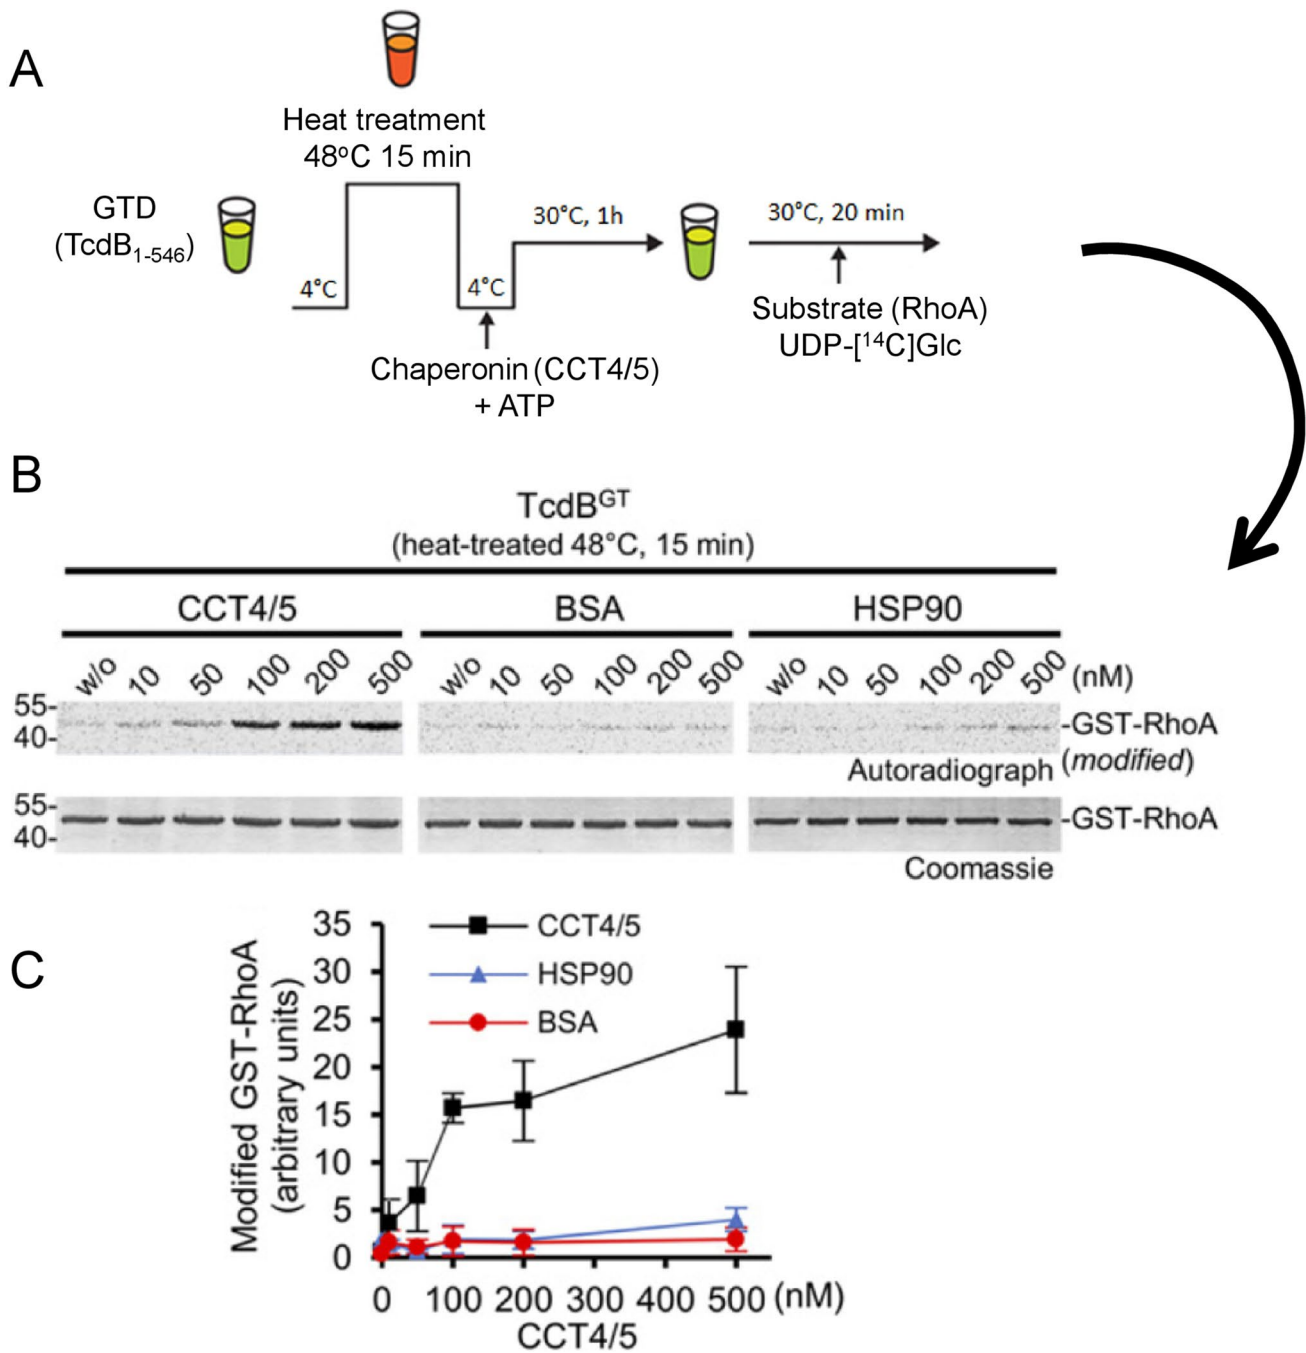 A
Heat treatment
48°C 15 min
GTD
(TcdB1-546)
4°C
4°C
30°C, 1h
30°C, 20 min
Chaperonin (CCT4/5)
+ ATP
Substrate (RhoA)
UDP-[14C]Glc
B
TcdBGT
(heat-treated 48°C, 15 min)
CCT4/5 BSA HSP90
w/o 10 50 100 200 500 w/o 10 50 100 200 500 w/o 10 50 100 200 500 (nM)
55-
40-
-GST-RhoA
(modified)
Autoradiograph
55-
40-
-GST-RhoA
Coomassie
C
Modified GST-RhoA
(arbitrary units)
35
30
25
20
15
10
5
0
CCT4/5
HSP90
BSA
0 100 200 300 400 500 (nM)
CCT4/5